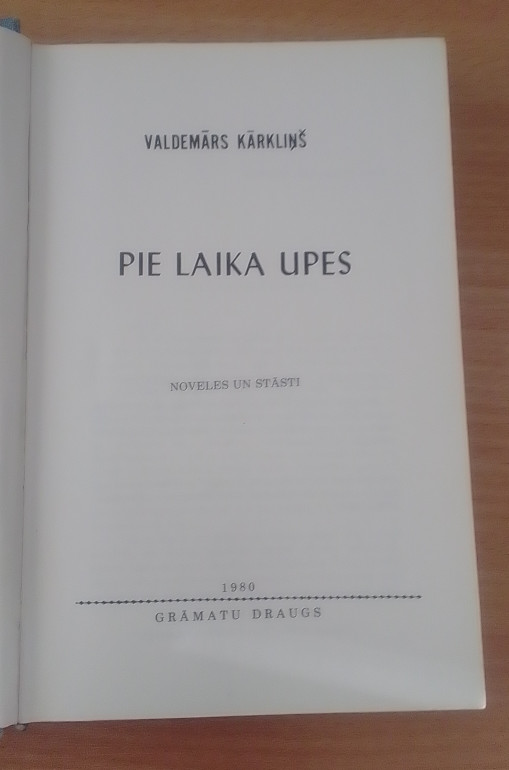 VALDEMĀRS KĀRKLIŅŠ
PIE LAIKA UPES
NOVELES UN STĀSTI
1980
GRĀMATU DRAUGS